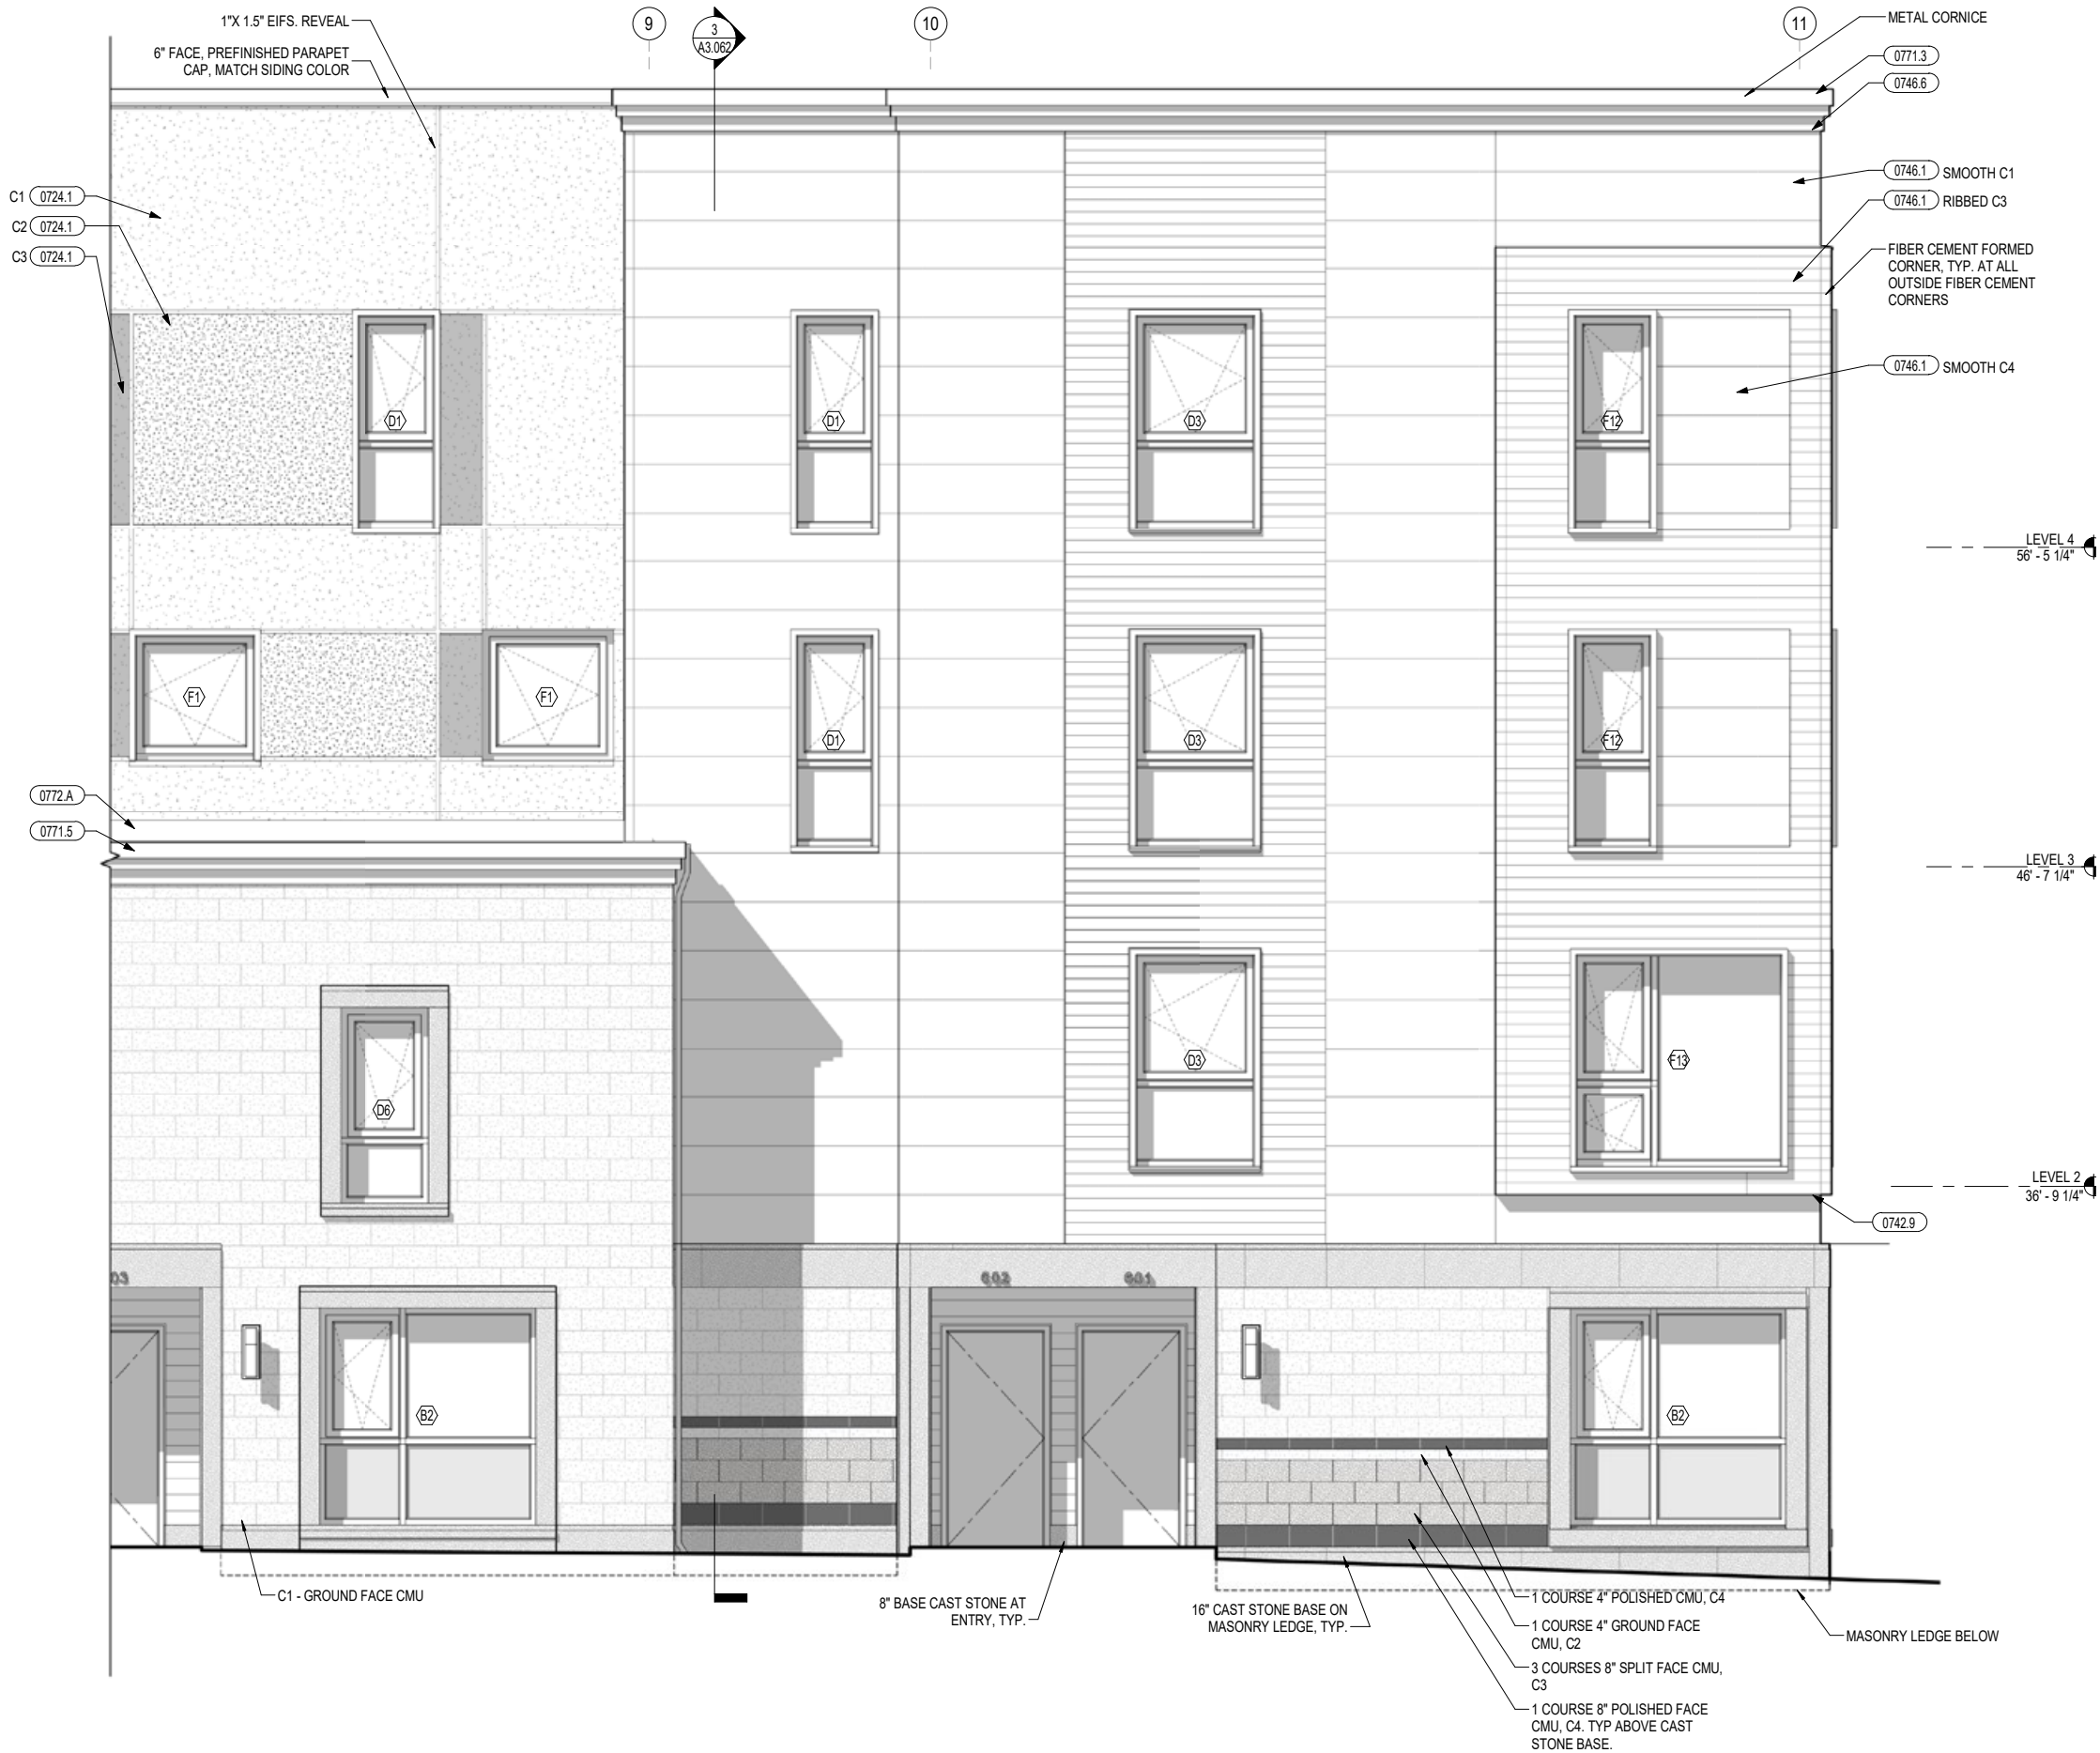 1"X 1.5" EIFS. REVEAL
6" FACE, PREFINISHED PARAPET
CAP, MATCH SIDING COLOR
9
3
A3.062
10
11
METAL CORNICE
0771.3
0746.6
C1 0724.1
C2 0724.1
C3 0724.1
0746.1 SMOOTH C1
0746.1 RIBBED C3
FIBER CEMENT FORMED
CORNER, TYP. AT ALL
OUTSIDE FIBER CEMENT
CORNERS
0746.1 SMOOTH C4
D1
D1
D3
F12
LEVEL 4
56' - 5 1/4"
F1
F1
D1
D3
F12
0772.A
0771.5
LEVEL 3
46' - 7 1/4"
D6
D3
F13
LEVEL 2
36' - 9 1/4"
0742.9
03
602
601
B2
B2
C1 - GROUND FACE CMU
8" BASE CAST STONE AT
ENTRY, TYP.
16" CAST STONE BASE ON
MASONRY LEDGE, TYP.
1 COURSE 4" POLISHED CMU, C4
1 COURSE 4" GROUND FACE
CMU, C2
3 COURSES 8" SPLIT FACE CMU,
C3
1 COURSE 8" POLISHED FACE
CMU, C4. TYP ABOVE CAST
STONE BASE.
MASONRY LEDGE BELOW